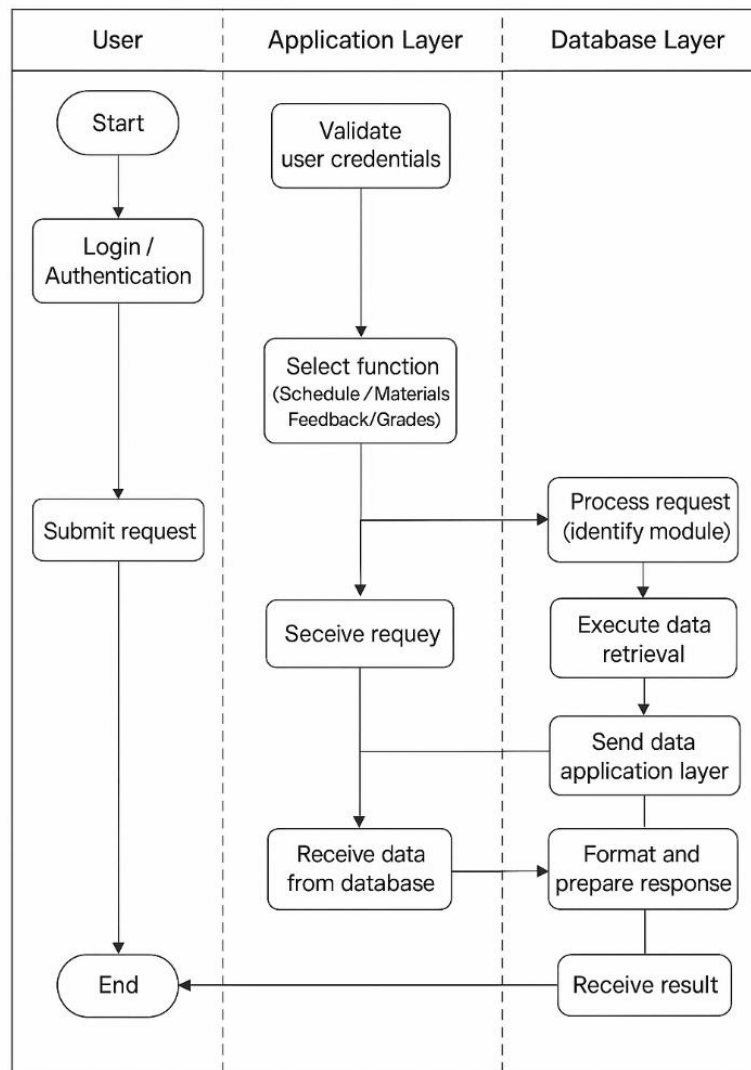 User
Application Layer
Database Layer
Start
Validate
user credentials
Login /
Authentication
Select function
(Schedule / Materials
Feedback/Grades)
Submit request
Process request
(identify module)
Seceive requey
Execute data
retrieval
Send data
application layer
Receive data
from database
Format and
prepare response
End
Receive result